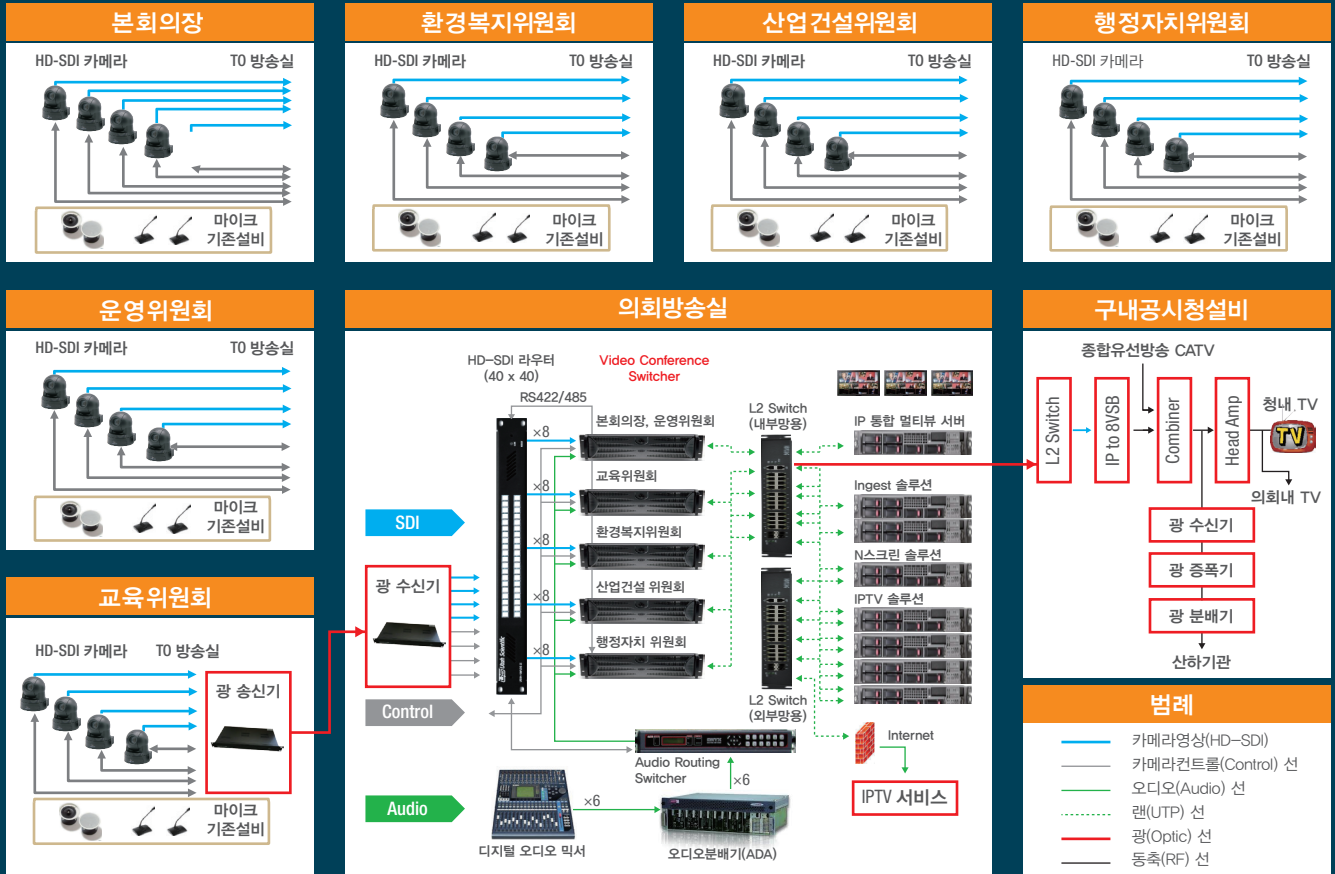 본회의장
HD-SDI 카메라
TO 방송실
마이크
기존설비
환경복지위원회
HD-SDI 카메라
TO 방송실
마이크
기존설비
산업건설위원회
HD-SDI 카메라
TO 방송실
마이크
기존설비
행정자치위원회
HD-SDI 카메라
TO 방송실
마이크
기존설비
운영위원회
HD-SDI 카메라
TO 방송실
마이크
기존설비
교육위원회
HD-SDI 카메라
TO 방송실
광 송신기
마이크
기존설비
의회방송실
HD-SDI 라우터
(40 x 40)
Video Conference
Switcher
RS422/485
SDI
광 수신기
Control
Audio
×8
본회의장, 운영위원회
×8
교육위원회
×8
환경복지위원회
×8
산업건설 위원회
×8
행정자치 위원회
L2 Switch
(내부망용)
L2 Switch
(외부망용)
IP 통합 멀티뷰 서버
Ingest 솔루션
N스크린 솔루션
IPTV 솔루션
Audio Routing
Switcher
×6
×6
디지털 오디오 믹서
오디오분배기(ADA)
Internet
IPTV 서비스
구내공시청설비
종합유선방송 CATV
L2 Switch
IP to 8VSB
Combiner
Head Amp
청내 TV
TV
의회내 TV
광 수신기
광 증폭기
광 분배기
산하기관
범례
카메라영상(HD-SDI)
카메라컨트롤(Control) 선
오디오(Audio) 선
랜(UTP) 선
광(Optic) 선
동축(RF) 선